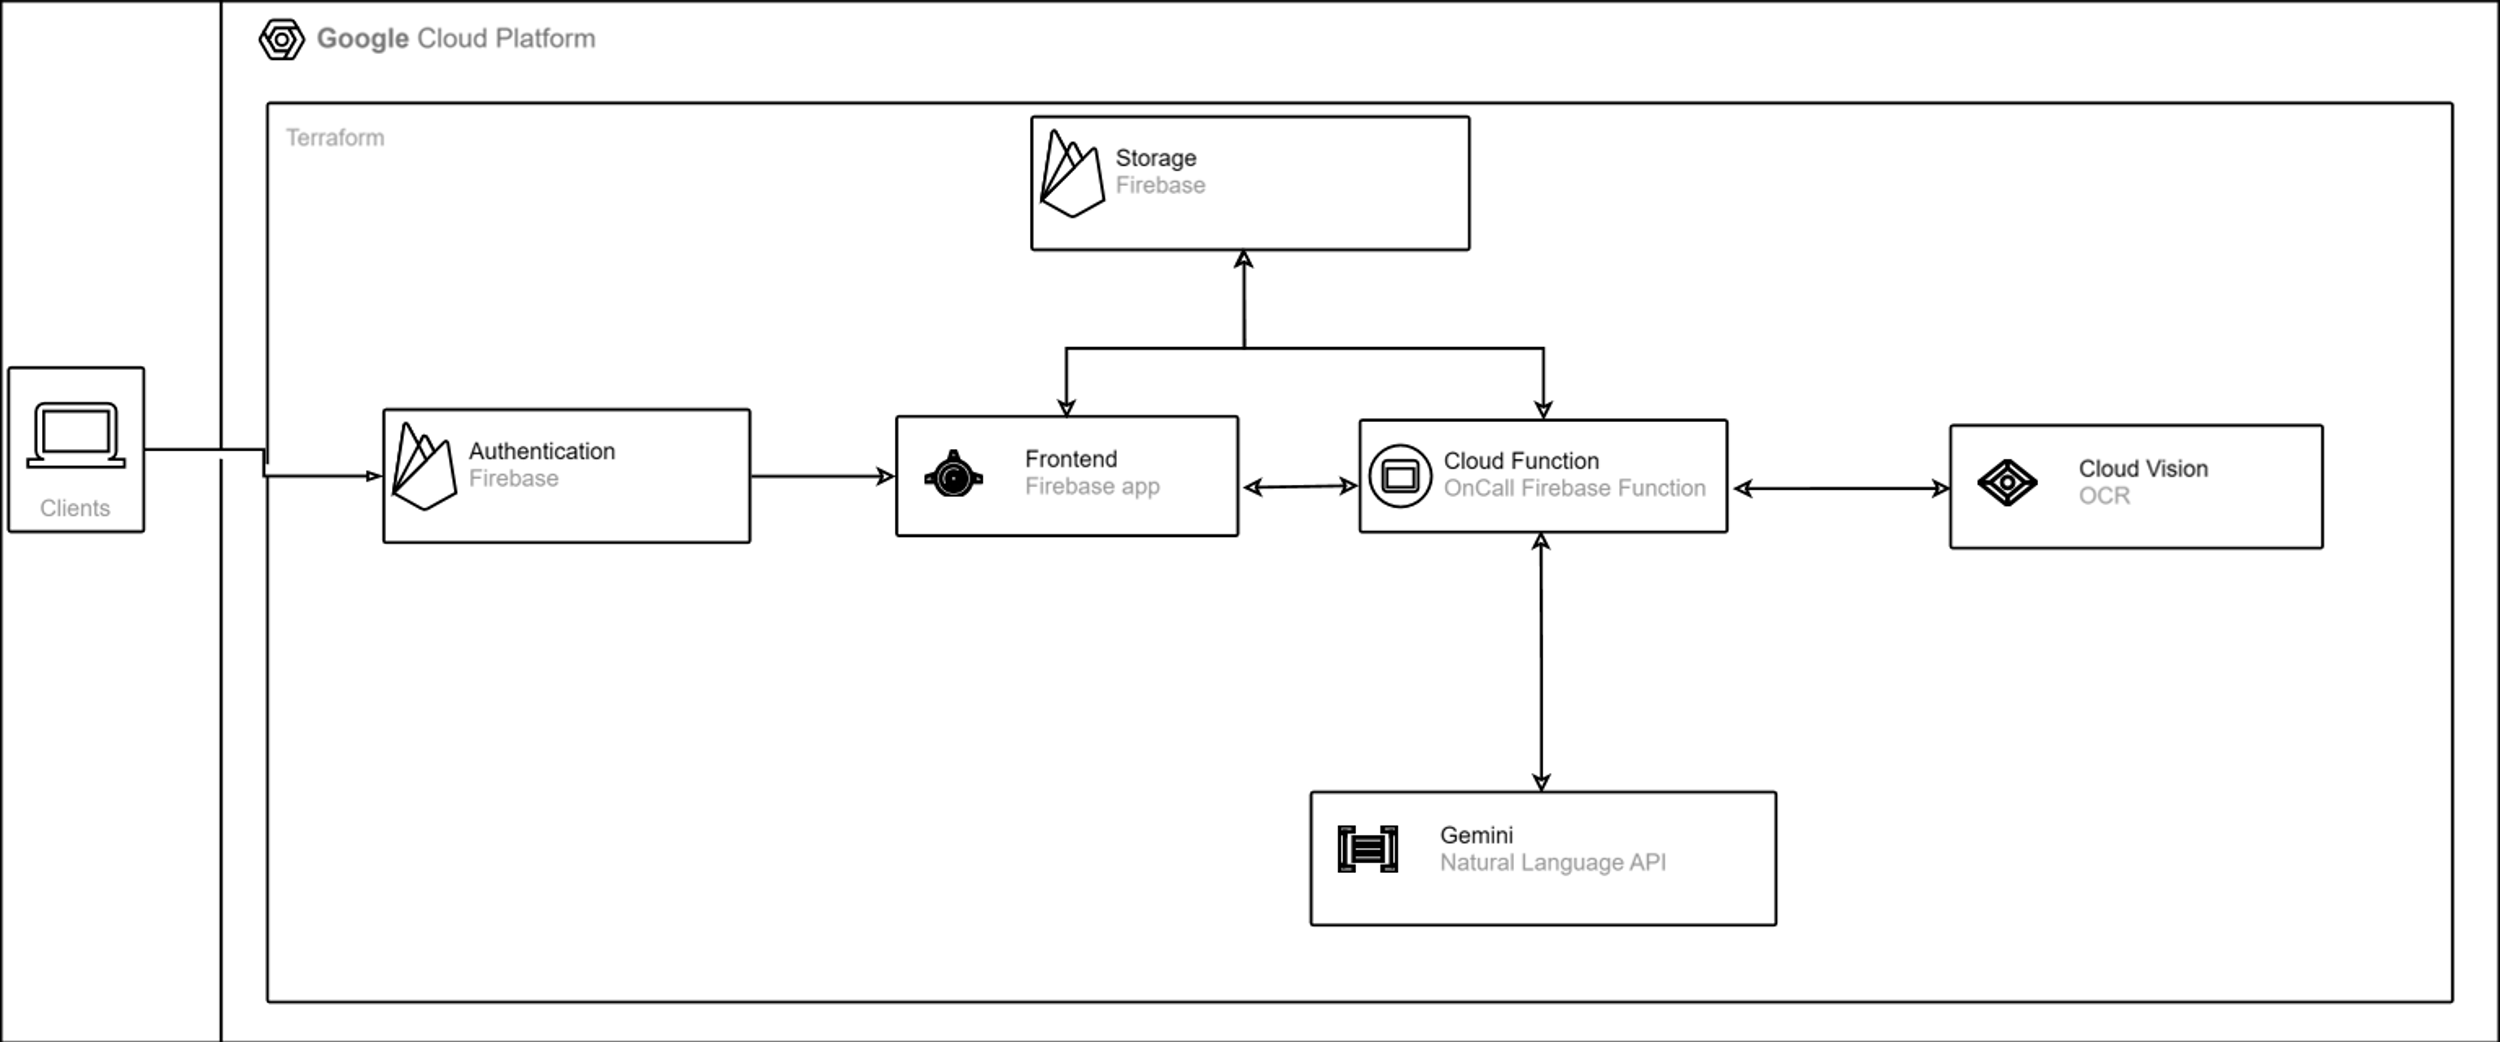 Google Cloud Platform
Terraform
Storage
Firebase
Clients
Authentication
Firebase
Frontend
Firebase app
Cloud Function
OnCall Firebase Function
Cloud Vision
OCR
Gemini
Natural Language API